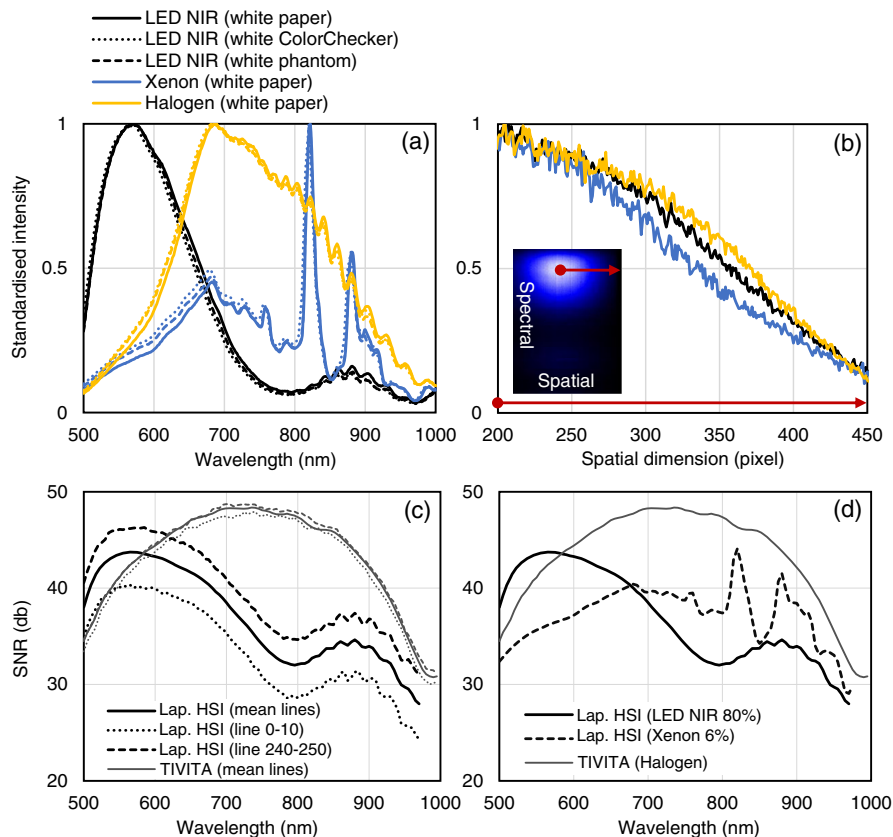 LED NIR (white paper)
LED NIR (white ColorChecker)
LED NIR (white phantom)
Xenon (white paper)
Halogen (white paper)
(a)
1
0.5
0
Standardised intensity
500 600 700 800 900 1000
Wavelength (nm)
(b)
1
0.5
0
Spectral
Spatial
200 250 300 350 400 450
Spatial dimension (pixel)
(c)
50
40
30
20
SNR (db)
Lap. HSI (mean lines)
Lap. HSI (line 0-10)
Lap. HSI (line 240-250)
TIVITA (mean lines)
500 600 700 800 900 1000
Wavelength (nm)
(d)
50
40
30
20
Lap. HSI (LED NIR 80%)
Lap. HSI (Xenon 6%)
TIVITA (Halogen)
500 600 700 800 900 1000
Wavelength (nm)